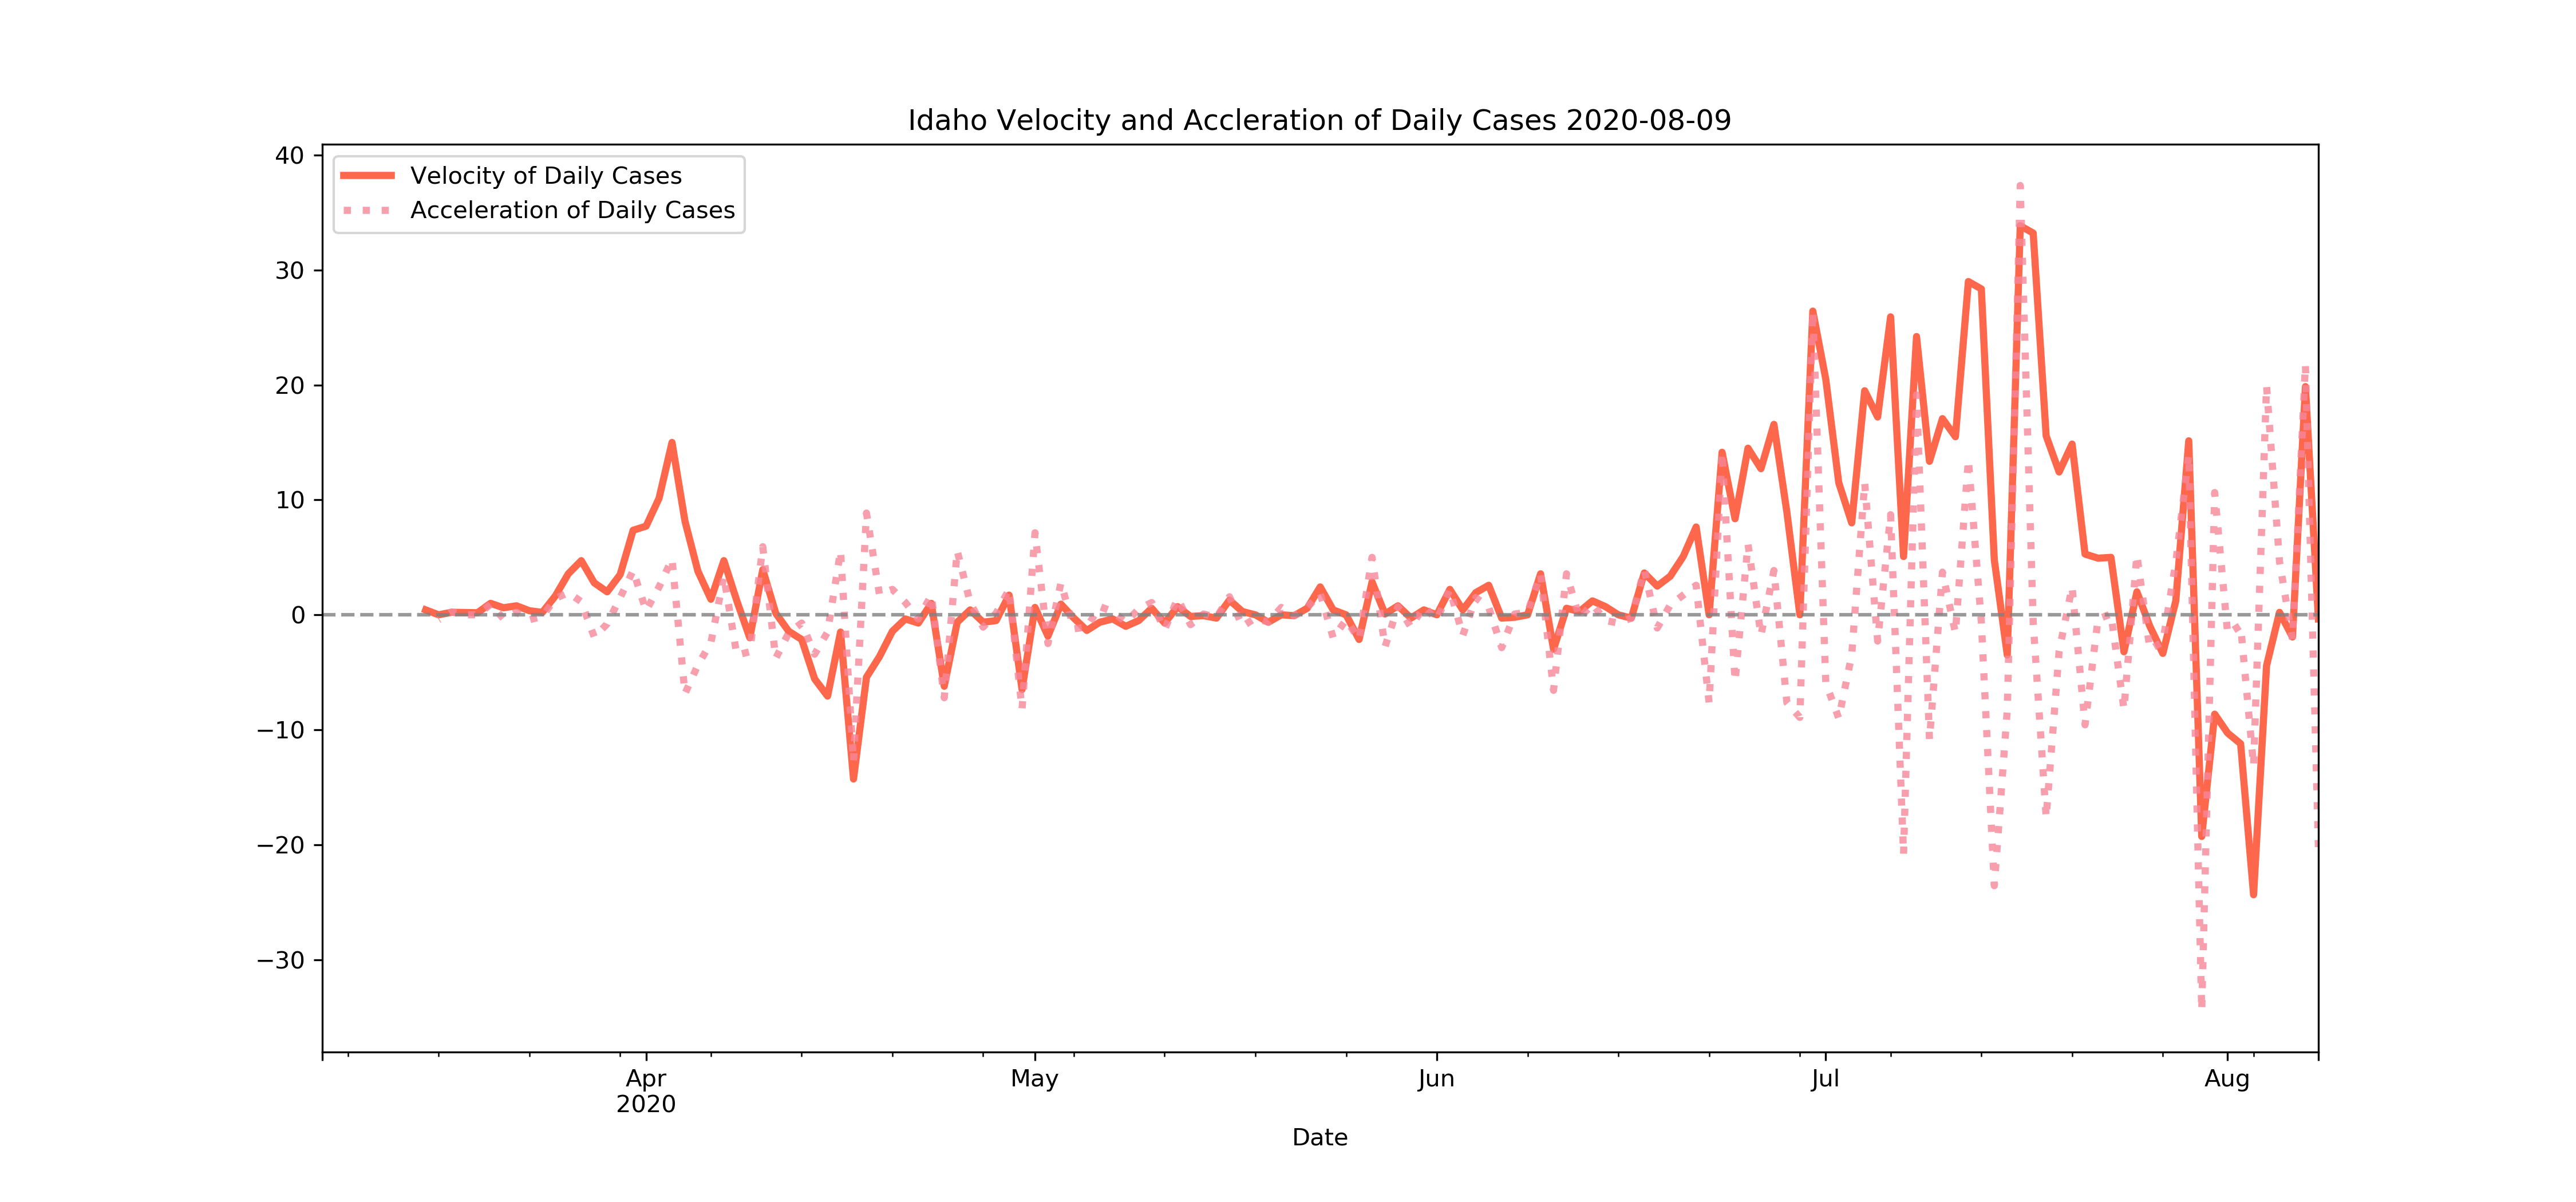 Idaho Velocity and Accleration of Daily Cases 2020-08-09
Velocity of Daily Cases
Acceleration of Daily Cases
40
30
20
10
0
−10
−20
−30
Apr
2020
May
Jun
Jul
Aug
Date